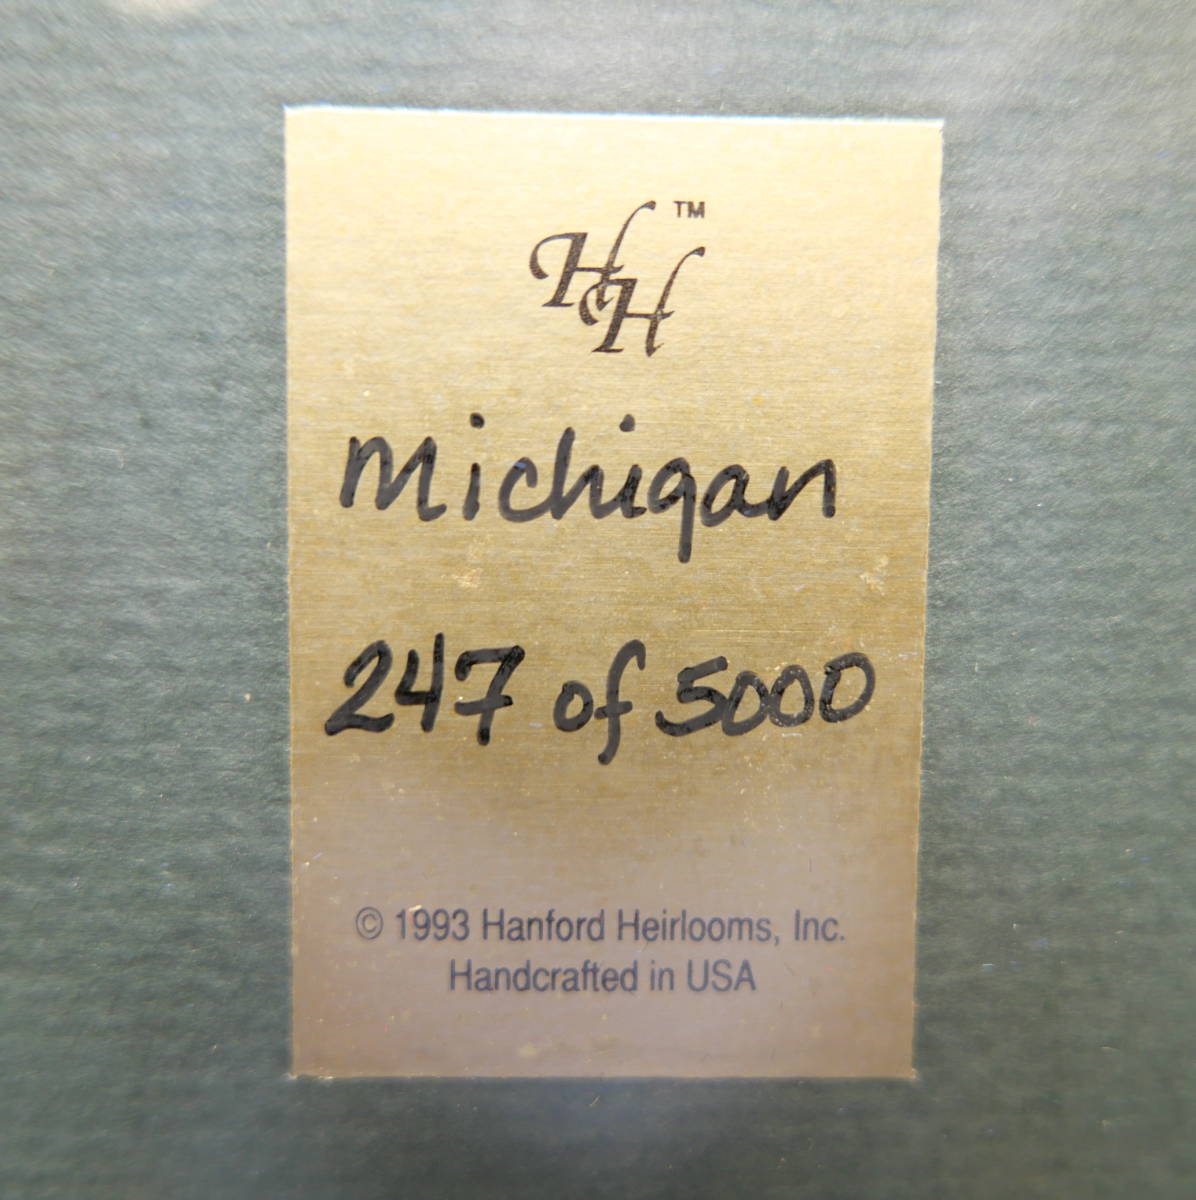 HH™
Michigan
247 of 5000
© 1993 Hanford Heirlooms, Inc.
Handcrafted in USA